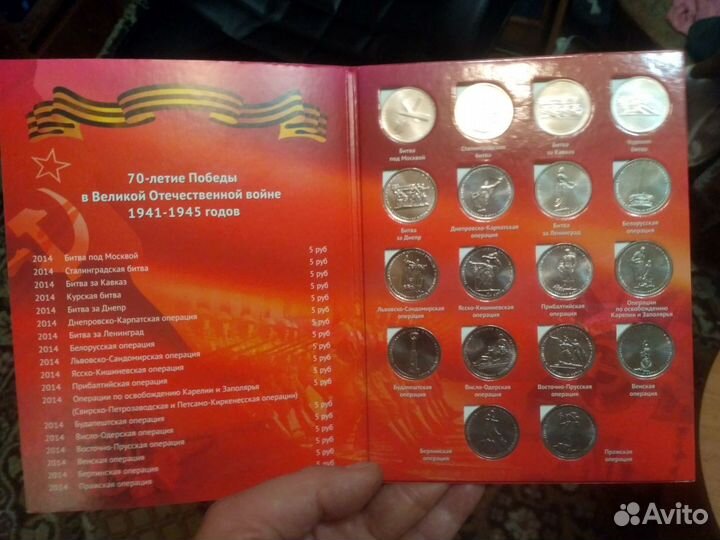 70-летие Победы
в Великой Отечественной войне
1941-1945 годов
2014 Битва под Москвой 5 руб
2014 Сталинградская битва 5 руб
2014 Битва за Кавказ 5 руб
2014 Курская битва 5 руб
2014 Битва за Днепр 5 руб
2014 Днепровско-Карпатская операция 5 руб
2014 Битва за Ленинград 5 руб
2014 Белорусская операция 5 руб
2014 Львовско-Сандомирская операция 5 руб
2014 Ясско-Кишиневская операция 5 руб
2014 Прибалтийская операция 5 руб
2014 Операции по освобождению Карелии и Заполярья
(Свирско-Петрозаводская и Петсамо-Киркенесская операции) 5 руб
2014 Будапештская операция 5 руб
2014 Висло-Одерская операция 5 руб
2014 Восточно-Прусская операция 5 руб
2014 Венская операция 5 руб
2014 Берлинская операция 5 руб
2014 Пражская операция 5 руб
Битва
под Москвой
Сталинградская
битва
Битва
за Кавказ
Курская
битва
Битва
за Днепр
Днепровско-Карпатская
операция
Битва
за Ленинград
Белорусская
операция
Львовско-Сандомирская
операция
Ясско-Кишиневская
операция
Прибалтийская
операция
Операции
по освобождению
Карелии и Заполярья
Будапештская
операция
Висло-Одерская
операция
Восточно-Прусская
операция
Венская
операция
Берлинская
операция
Пражская
операция
Avito